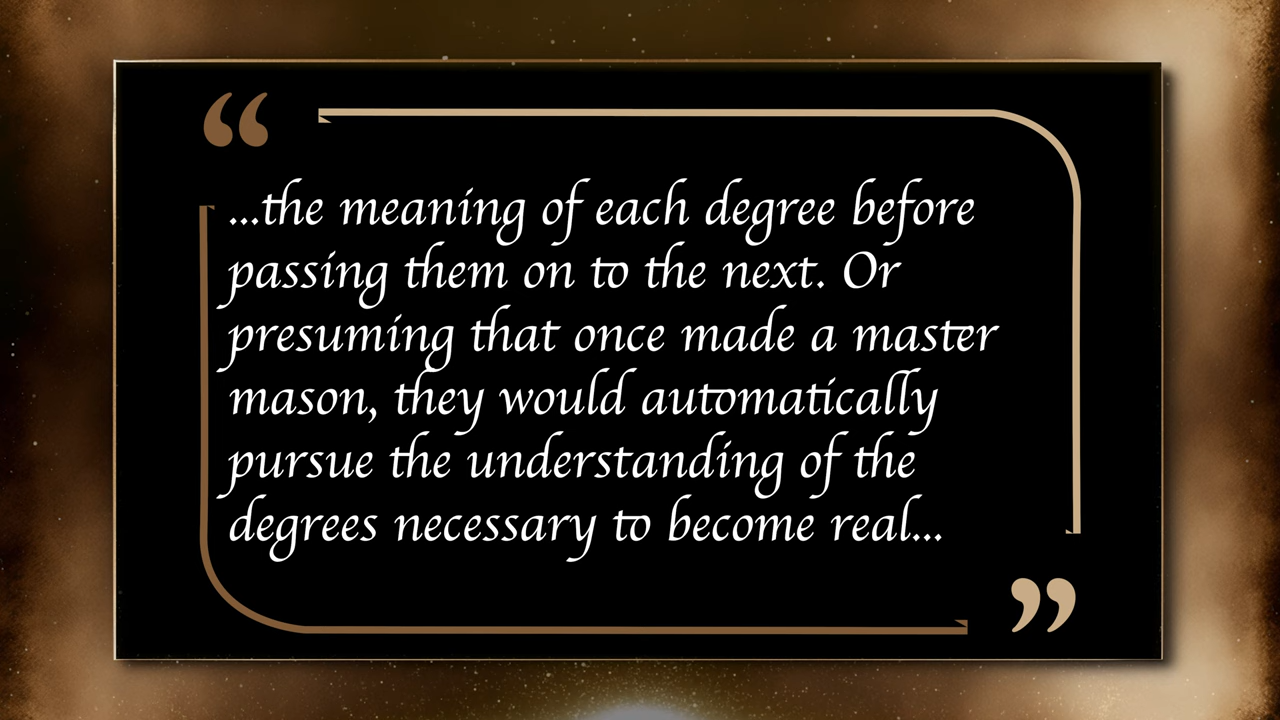 ...the meaning of each degree before
passing them on to the next. Or
presuming that once made a master
mason, they would automatically
pursue the understanding of the
degrees necessary to become real...